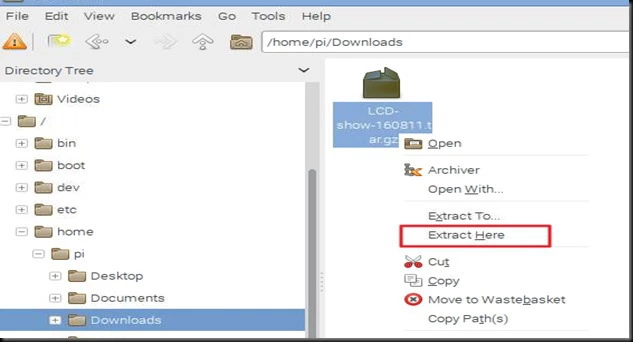 File Edit View Bookmarks Go Tools Help
/home/pi/Downloads
Directory Tree
Videos
/
bin
boot
dev
etc
home
pi
Desktop
Documents
Downloads
LCD-
show-160811.t
ar.gz
Open
Archiver
Open With...
Extract To...
Extract Here
Cut
Copy
Move to Wastebasket
Copy Path(s)